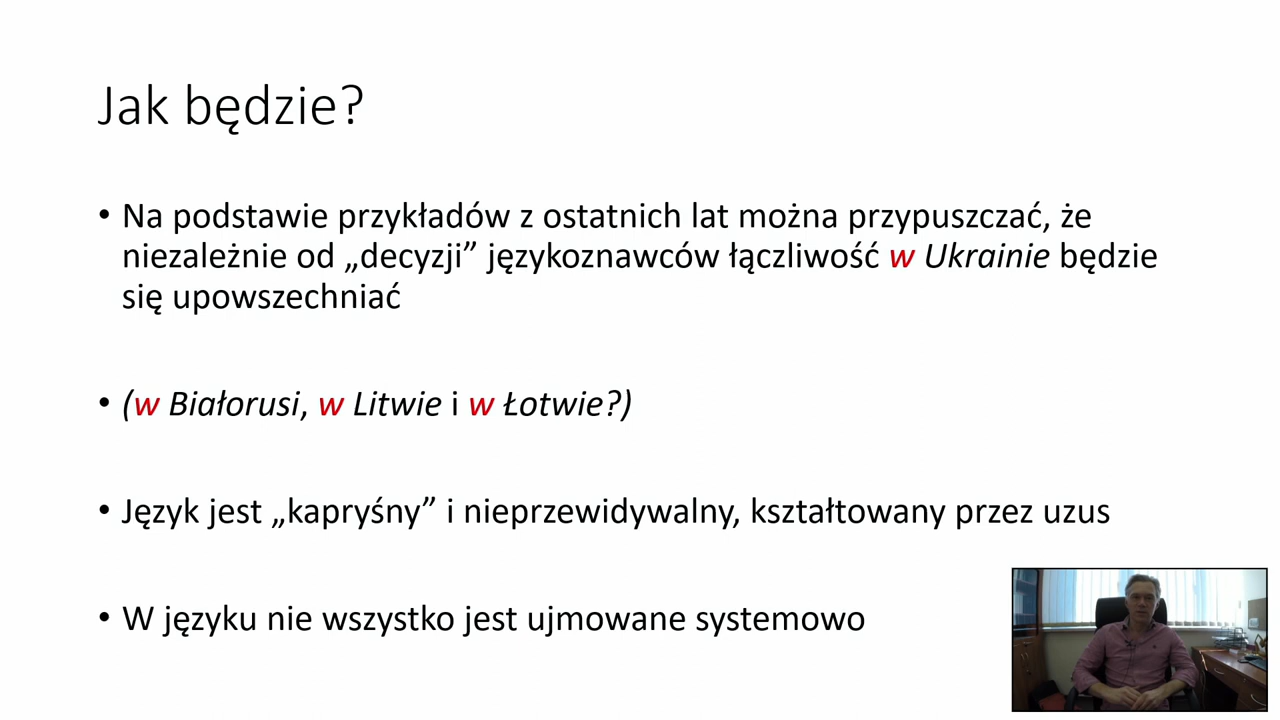 Jak będzie?
• Na podstawie przykładów z ostatnich lat można przypuszczać, że
niezależnie od „decyzji” językoznawców łączliwość w Ukrainie będzie
się upowszechniać
• (w Białorusi, w Litwie i w Łotwie?)
• Język jest „kapryśny” i nieprzewidywalny, kształtowany przez uzus
• W języku nie wszystko jest ujmowane systemowo